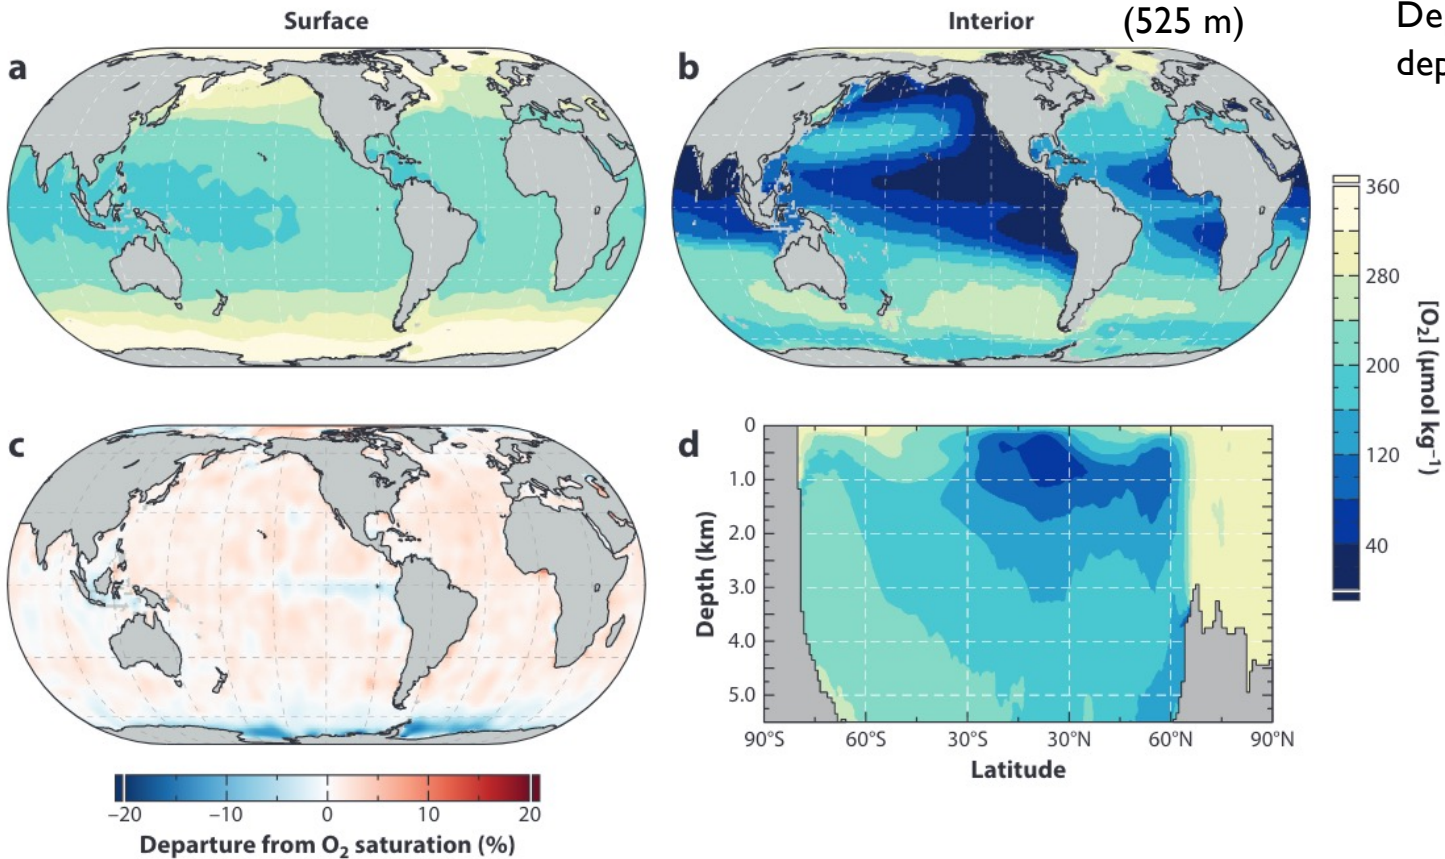 Surface
Interior
(525 m)
De
dep
a
b
360
280
200
120
40
[O₂] (μmol kg⁻¹)
c
d
0
1.0
2.0
3.0
4.0
5.0
Depth (km)
90°S 60°S 30°S 30°N 60°N 90°N
Latitude
−20 −10 0 10 20
Departure from O₂ saturation (%)